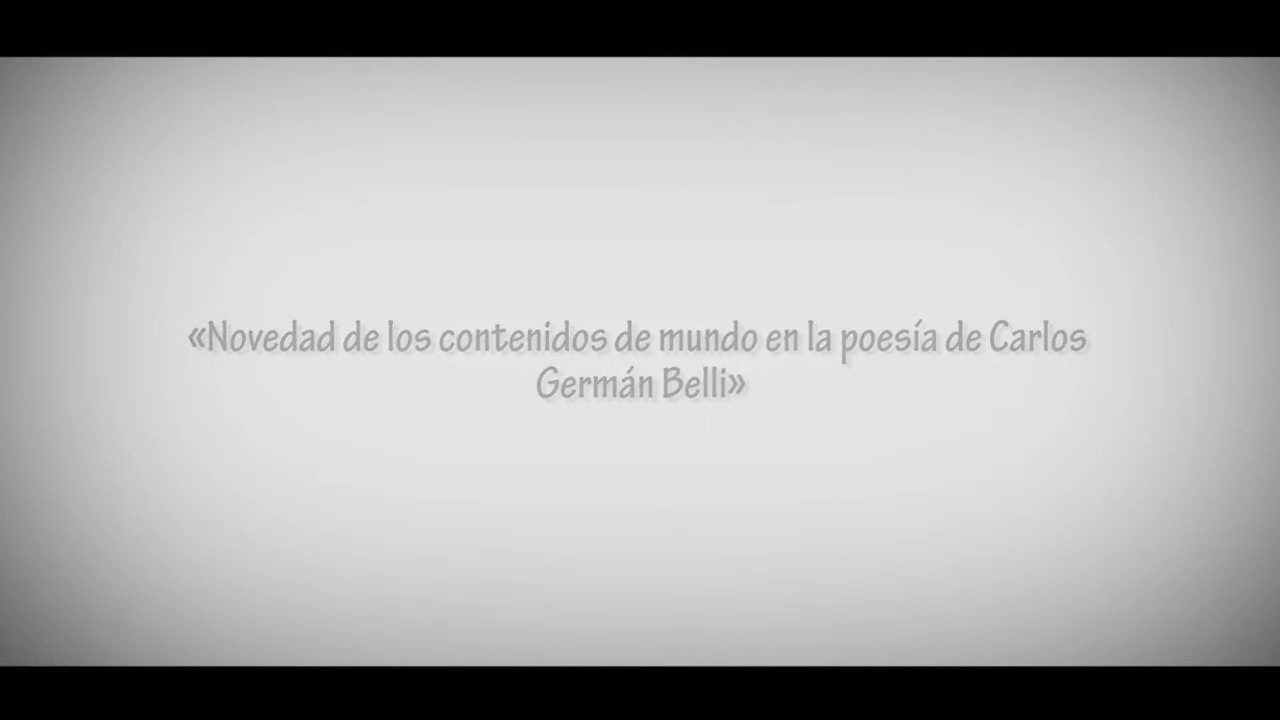 «Novedad de los contenidos de mundo en la poesía de Carlos
Germán Belli»